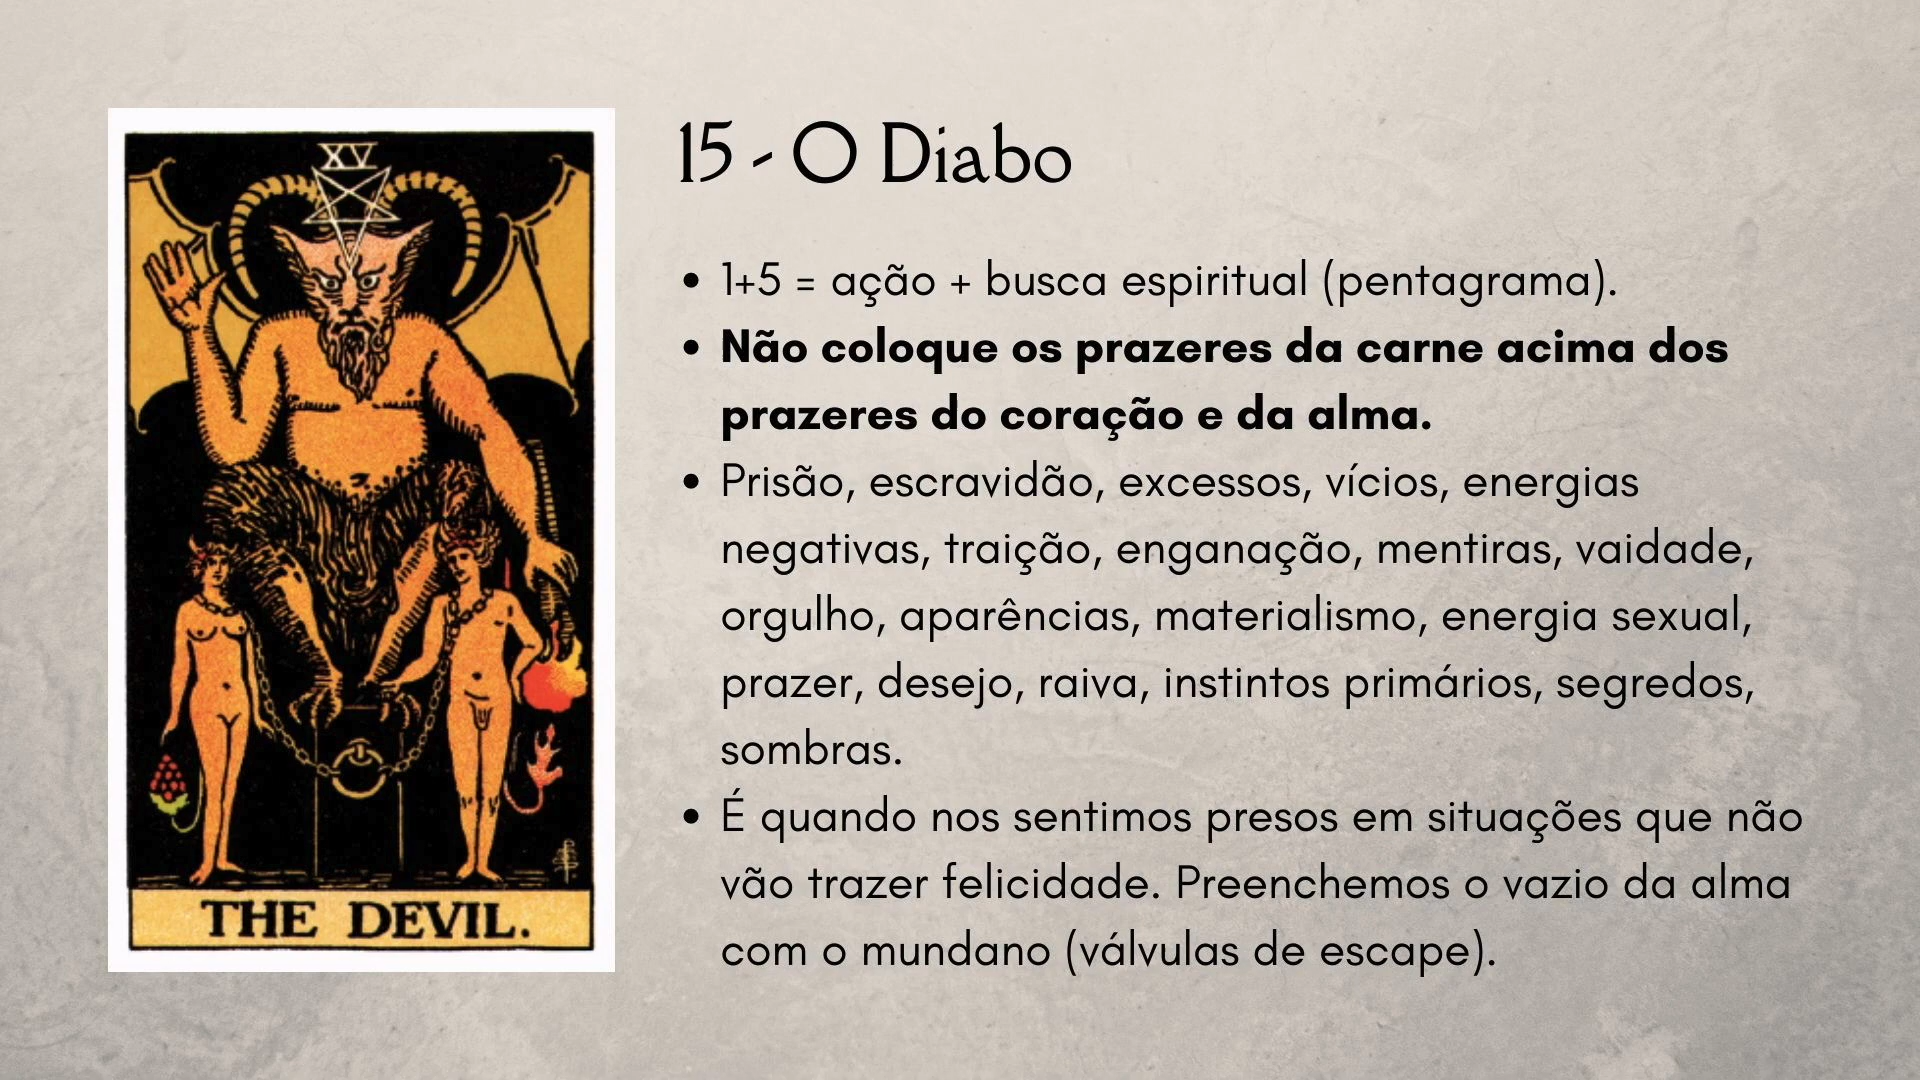 XV
THE DEVIL.
15 - O Diabo
• 1+5 = ação + busca espiritual (pentagrama).
• Não coloque os prazeres da carne acima dos
prazeres do coração e da alma.
• Prisão, escravidão, excessos, vícios, energias
negativas, traição, enganação, mentiras, vaidade,
orgulho, aparências, materialismo, energia sexual,
prazer, desejo, raiva, instintos primários, segredos,
sombras.
• É quando nos sentimos presos em situações que não
vão trazer felicidade. Preenchemos o vazio da alma
com o mundano (válvulas de escape).